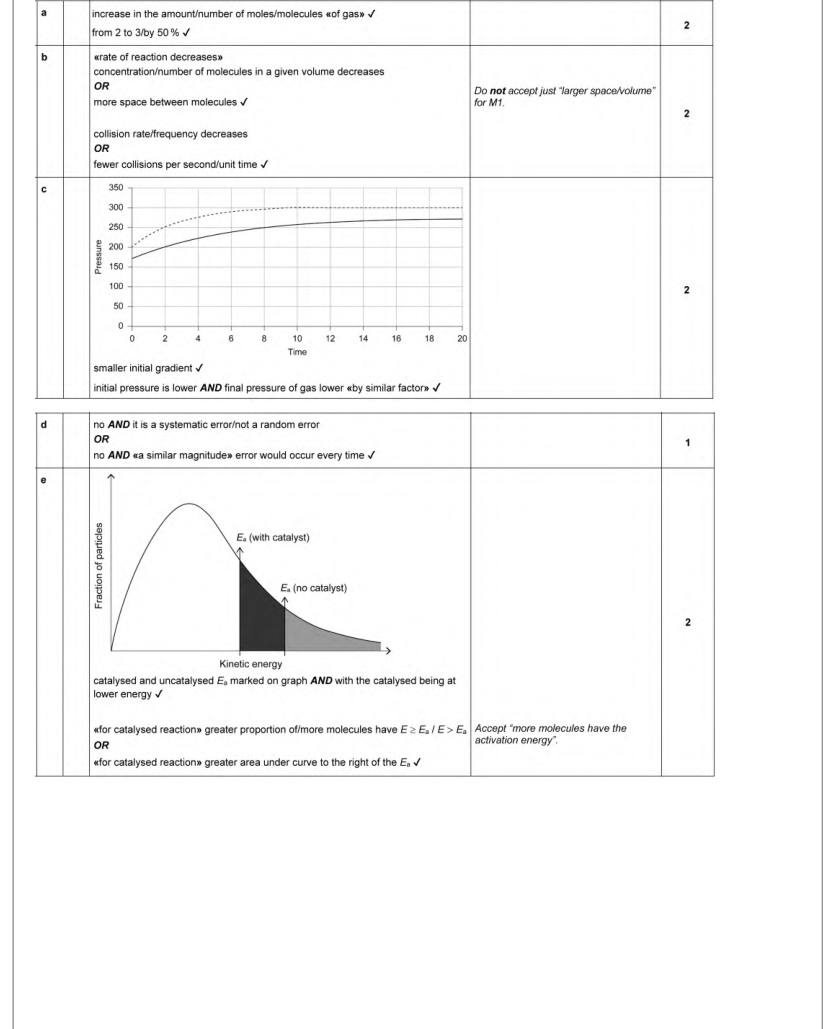 a
increase in the amount/number of moles/molecules «of gas» ✓
from 2 to 3/by 50 % ✓
2
b
«rate of reaction decreases»
concentration/number of molecules in a given volume decreases
OR
more space between molecules ✓
collision rate/frequency decreases
OR
fewer collisions per second/unit time ✓
Do not accept just "larger space/volume"
for M1.
2
c
350
300
250
200
150
100
50
0
Pressure
0 2 4 6 8 10 12 14 16 18 20
Time
smaller initial gradient ✓
initial pressure is lower AND final pressure of gas lower «by similar factor» ✓
2
d
no AND it is a systematic error/not a random error
OR
no AND «a similar magnitude» error would occur every time ✓
1
e
Fraction of particles
Ea (with catalyst)
Ea (no catalyst)
Kinetic energy
catalysed and uncatalysed Ea marked on graph AND with the catalysed being at
lower energy ✓
«for catalysed reaction» greater proportion of/more molecules have E ≥ Ea / E > Ea
OR
«for catalysed reaction» greater area under curve to the right of the Ea ✓
Accept "more molecules have the
activation energy".
2